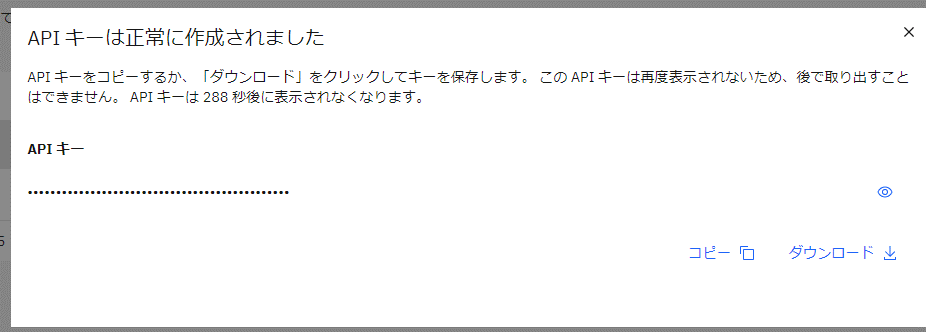 API キーは正常に作成されました
API キーをコピーするか、「ダウンロード」をクリックしてキーを保存します。 この API キーは再度表示されないため、後で取り出すこと
はできません。 API キーは 288 秒後に表示されなくなります。
API キー
••••••••••••••••••••••••••••••••••••••••••••
コピー ダウンロード